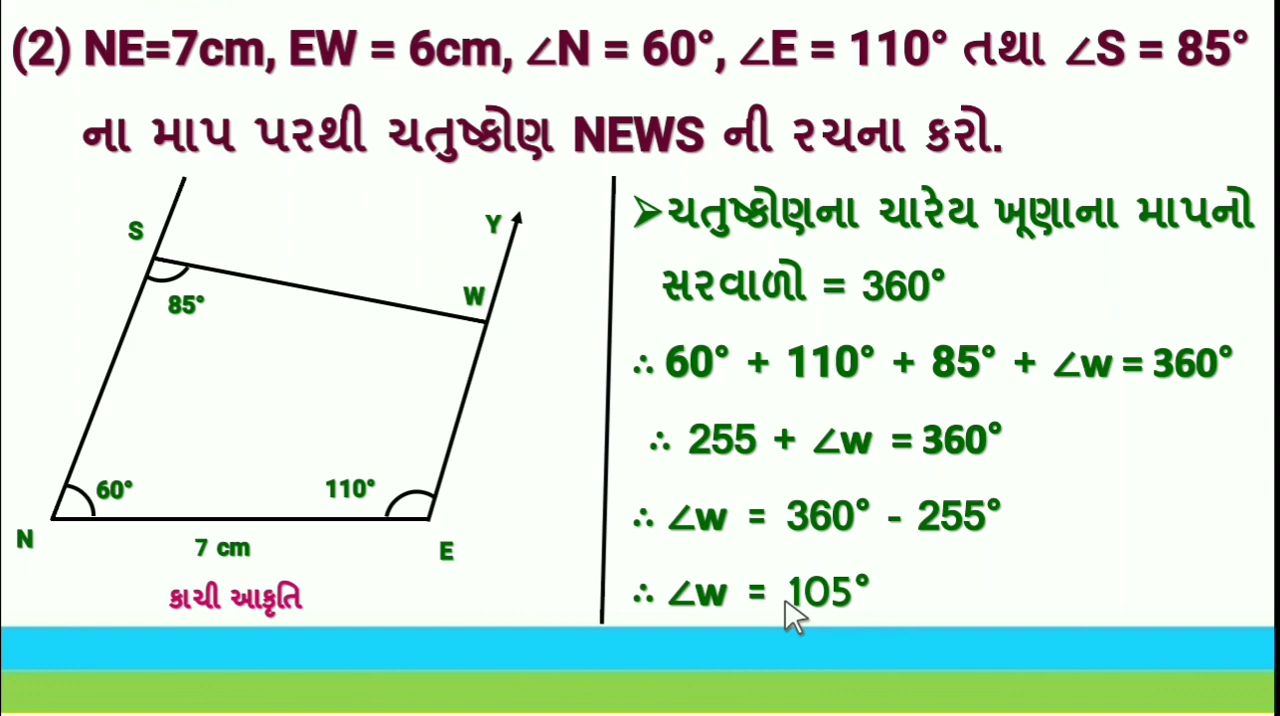 (2) NE=7cm, EW = 6cm, ∠N = 60°, ∠E = 110° તથા ∠S = 85°
ના માપ પરથી ચતુષ્કોણ NEWS ની રચના કરો.
S
Y
85°
W
60°
110°
N
7 cm
E
કાચી આકૃતિ
➢ચતુષ્કોણના ચારેય ખૂણાના માપનો
સરવાળો = 360°
∴ 60° + 110° + 85° + ∠w = 360°
∴ 255 + ∠w = 360°
∴ ∠w = 360° - 255°
∴ ∠w = 105°